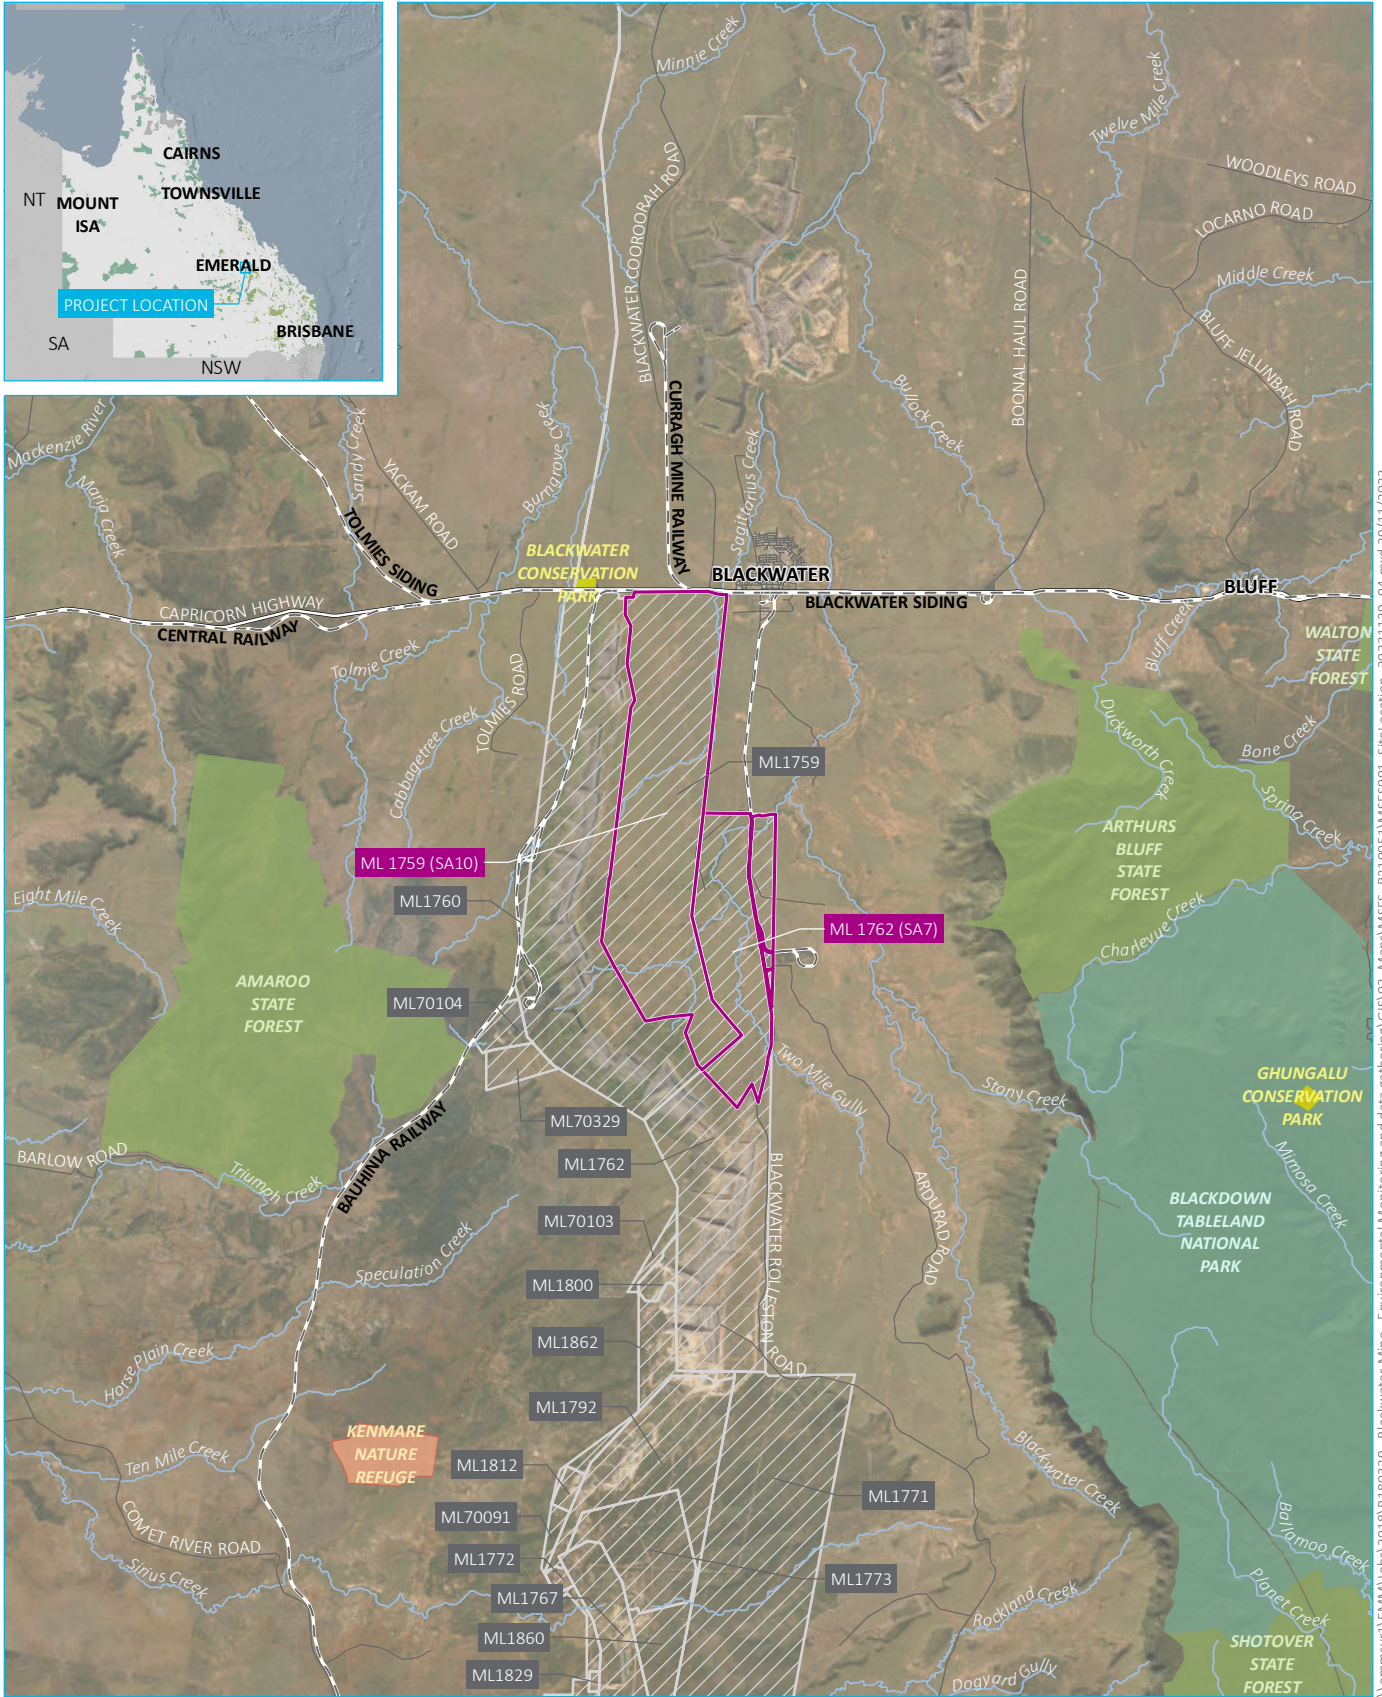 CAIRNS
TOWNSVILLE
NT
MOUNT
ISA
EMERALD
PROJECT LOCATION
BRISBANE
SA
NSW
Minnie Creek
Twelve Mile Creek
WOODLEYS ROAD
LOCARNO ROAD
Middle Creek
BLACKWATER COOROORAH ROAD
BOONAL HAUL ROAD
BLUFF JELLINBAH ROAD
CURRAGH MINE RAILWAY
Bullock Creek
Mackenzie River
Maria Creek
Sandy Creek
YACKAM ROAD
Burngrove Creek
Sagittarius Creek
TOLMIES SIDING
BLACKWATER
CONSERVATION
PARK
BLACKWATER
BLUFF
CAPRICORN HIGHWAY
CENTRAL RAILWAY
BLACKWATER SIDING
Tolmie Creek
Bluff Creek
WALTON
STATE
FOREST
TOLMIES ROAD
Cabbagetree Creek
Duckworth Creek
Bone Creek
Spring Creek
ML1759
ARTHURS
BLUFF
STATE
FOREST
ML 1759 (SA10)
ML1760
Eight Mile Creek
ML 1762 (SA7)
Charlevue Creek
AMAROO
STATE
FOREST
ML70104
Two Mile Gully
Stony Creek
GHUNGALU
CONSERVATION
PARK
ML70329
BAUHINIA RAILWAY
BARLOW ROAD
Triumph Creek
ML1762
Mimosa Creek
BLACKWATER ROLLESTON ROAD
ARDURAD ROAD
BLACKDOWN
TABLELAND
NATIONAL
PARK
ML70103
Speculation Creek
ML1800
ML1862
Horse Plain Creek
ML1792
KENMARE
NATURE
REFUGE
Ten Mile Creek
ML1812
Blackwater Creek
ML1771
ML70091
COMET RIVER ROAD
Ballamoo Creek
ML1772
Sirius Creek
ML1773
ML1767
Rockland Creek
Planet Creek
ML1860
SHOTOVER
STATE
FOREST
ML1829
Dogyard Gully